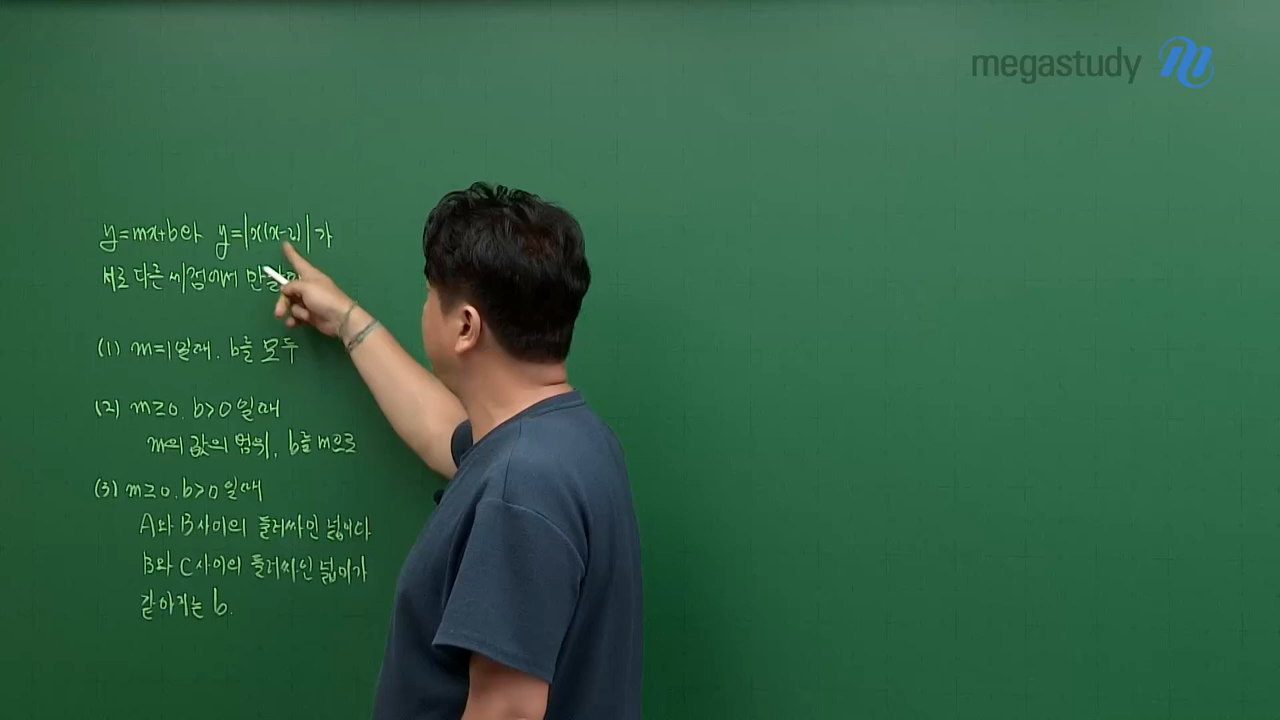 megastudy
y=mx+b와 y=|x(x-2)|가
서로 다른 세점에서 만날때
(1) m=1일때, b를 모두
(2) m≥0, b>0일때
m의 값의 범위, b를 m으로
(3) m≥0, b>0일때
A와 B사이의 둘러싸인 넓이다
B와 C사이의 둘러싸인 넓이가
같아지는 b.